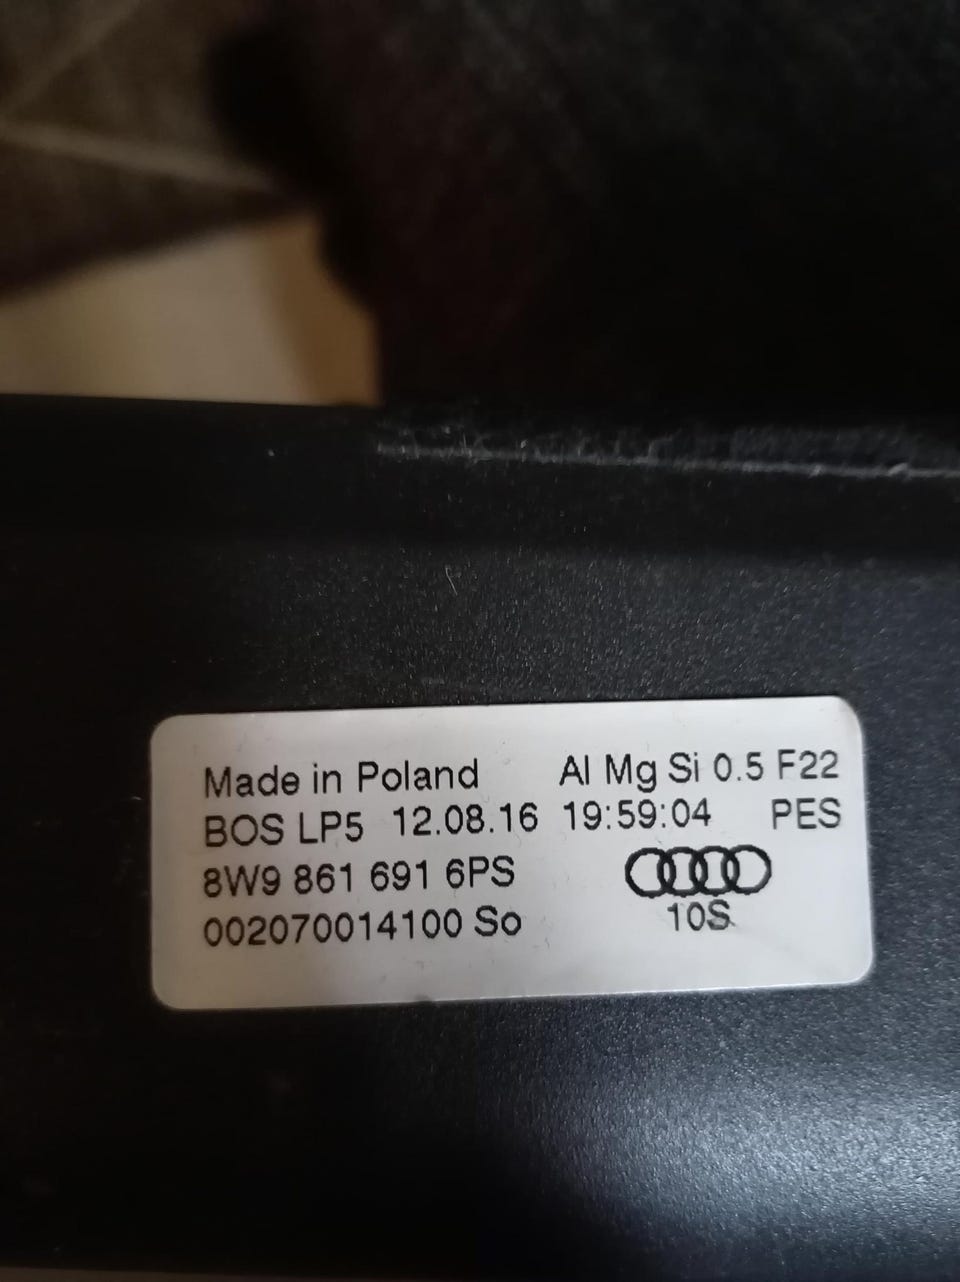 Made in Poland Al Mg Si 0.5 F22
BOS LP5 12.08.16 19:59:04 PES
8W9 861 691 6PS
002070014100 So 10S